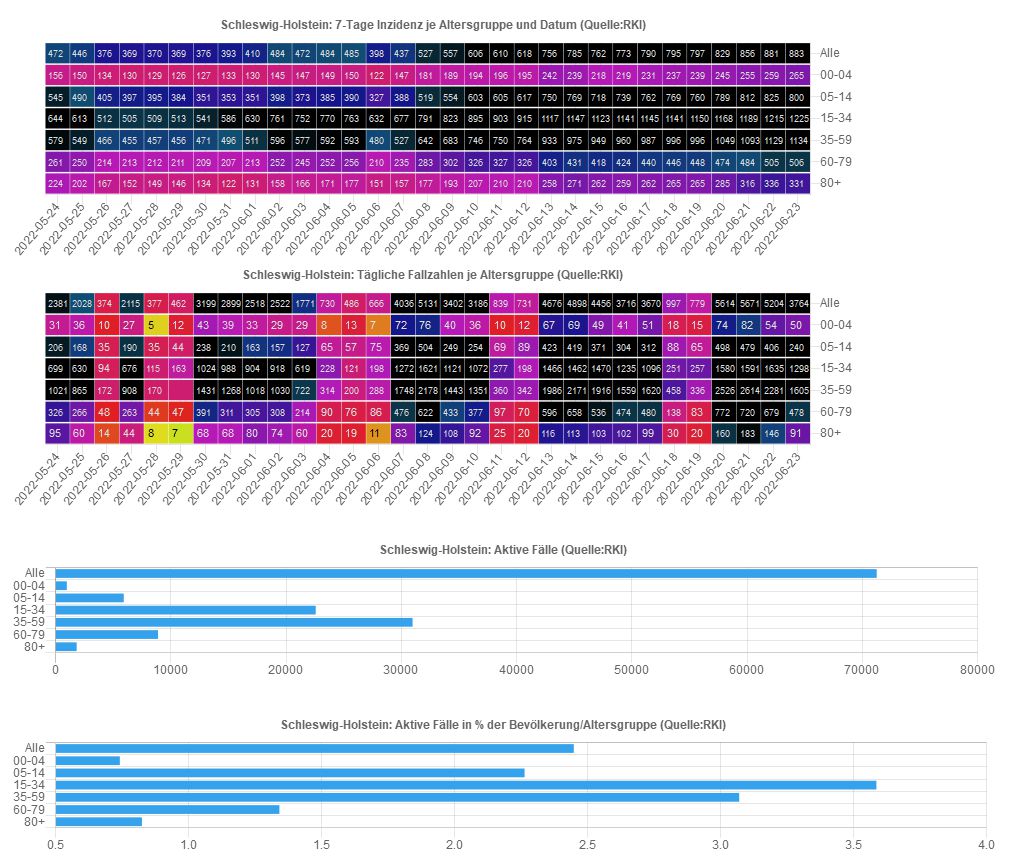 Schleswig-Holstein: 7-Tage Inzidenz je Altersgruppe und Datum (Quelle:RKI)
472 446 376 369 370 369 376 393 410 484 472 484 485 398 437 527 557 606 610 618 756 785 762 773 790 795 797 829 856 881 883 Alle
156 150 134 130 129 126 127 133 130 145 147 149 150 122 147 181 189 194 196 195 242 239 218 219 231 237 239 245 255 259 265 00-04
545 490 405 397 395 384 351 353 351 398 373 385 390 327 388 519 554 603 605 617 750 769 718 739 762 769 760 789 812 825 800 05-14
644 613 512 505 509 513 541 586 630 761 752 770 763 632 677 791 823 895 903 915 1117 1147 1123 1141 1145 1141 1150 1168 1189 1215 1225 15-34
579 549 466 455 457 456 471 496 511 596 577 592 593 480 527 642 683 746 750 764 933 975 949 960 987 985 990 1049 1093 1129 1134 35-59
261 250 214 213 212 211 209 207 213 252 245 252 256 210 235 283 302 326 327 326 403 431 418 424 440 446 448 474 484 505 506 60-79
224 202 167 152 149 146 134 122 131 158 166 171 177 151 157 177 193 207 210 210 258 271 262 259 262 265 265 285 316 336 331 80+
2022-05-24 2022-05-25 2022-05-26 2022-05-27 2022-05-28 2022-05-29 2022-05-30 2022-05-31 2022-06-01 2022-06-02 2022-06-03 2022-06-04 2022-06-05 2022-06-06 2022-06-07 2022-06-08 2022-06-09 2022-06-10 2022-06-11 2022-06-12 2022-06-13 2022-06-14 2022-06-15 2022-06-16 2022-06-17 2022-06-18 2022-06-19 2022-06-20 2022-06-21 2022-06-22 2022-06-23
Schleswig-Holstein: Tägliche Fallzahlen je Altersgruppe (Quelle:RKI)
2381 2028 374 2115 377 462 3199 2899 2518 2522 1771 730 486 666 4036 5131 3402 3186 839 731 4676 4898 4456 3716 3670 997 779 5614 5671 5204 3764 Alle
31 36 10 27 5 12 43 39 33 29 29 8 13 7 72 76 40 36 10 12 67 69 49 41 51 18 15 74 82 54 50 00-04
206 168 35 190 35 44 238 210 163 157 127 65 57 75 369 504 249 254 69 89 423 419 371 304 312 88 65 498 479 406 240 05-14
699 630 94 676 115 163 1024 988 904 918 619 228 121 198 1272 1621 1121 1072 277 198 1466 1462 1470 1235 1096 251 257 1580 1591 1635 1298 15-34
1021 865 172 908 170 1431 1268 1018 1030 722 314 200 288 1748 2178 1443 1351 360 342 1986 2171 1916 1559 1620 458 336 2526 2614 2281 1605 35-59
326 266 48 263 44 47 391 311 305 308 214 90 76 86 476 622 433 377 97 70 596 658 536 474 480 138 83 772 720 679 478 60-79
95 60 14 44 8 7 68 68 80 74 60 20 19 11 83 124 108 92 25 20 116 113 103 102 99 30 20 160 183 146 91 80+
2022-05-24 2022-05-25 2022-05-26 2022-05-27 2022-05-28 2022-05-29 2022-05-30 2022-05-31 2022-06-01 2022-06-02 2022-06-03 2022-06-04 2022-06-05 2022-06-06 2022-06-07 2022-06-08 2022-06-09 2022-06-10 2022-06-11 2022-06-12 2022-06-13 2022-06-14 2022-06-15 2022-06-16 2022-06-17 2022-06-18 2022-06-19 2022-06-20 2022-06-21 2022-06-22 2022-06-23
Schleswig-Holstein: Aktive Fälle (Quelle:RKI)
Alle
00-04
05-14
15-34
35-59
60-79
80+
0 10000 20000 30000 40000 50000 60000 70000 80000
Schleswig-Holstein: Aktive Fälle in % der Bevölkerung/Altersgruppe (Quelle:RKI)
Alle
00-04
05-14
15-34
35-59
60-79
80+
0.5 1.0 1.5 2.0 2.5 3.0 3.5 4.0